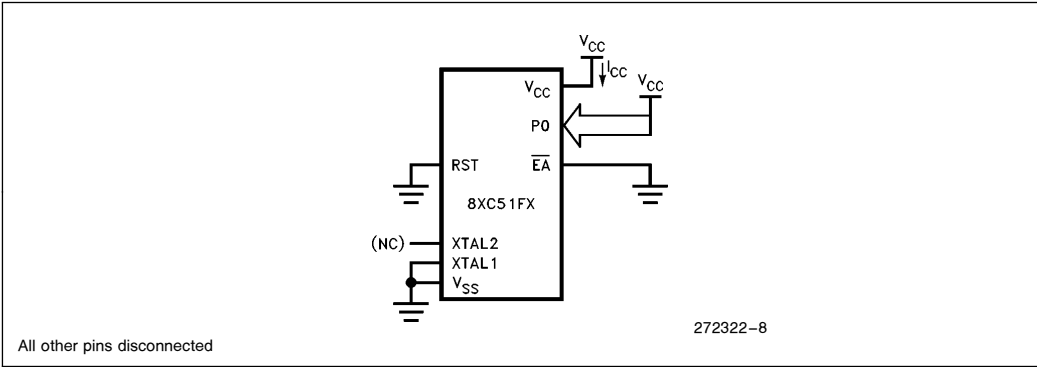 VCC
ICC
VCC
VCC
P0
RST
EA
8XC51FX
(NC)
XTAL2
XTAL1
VSS
272322–8
All other pins disconnected